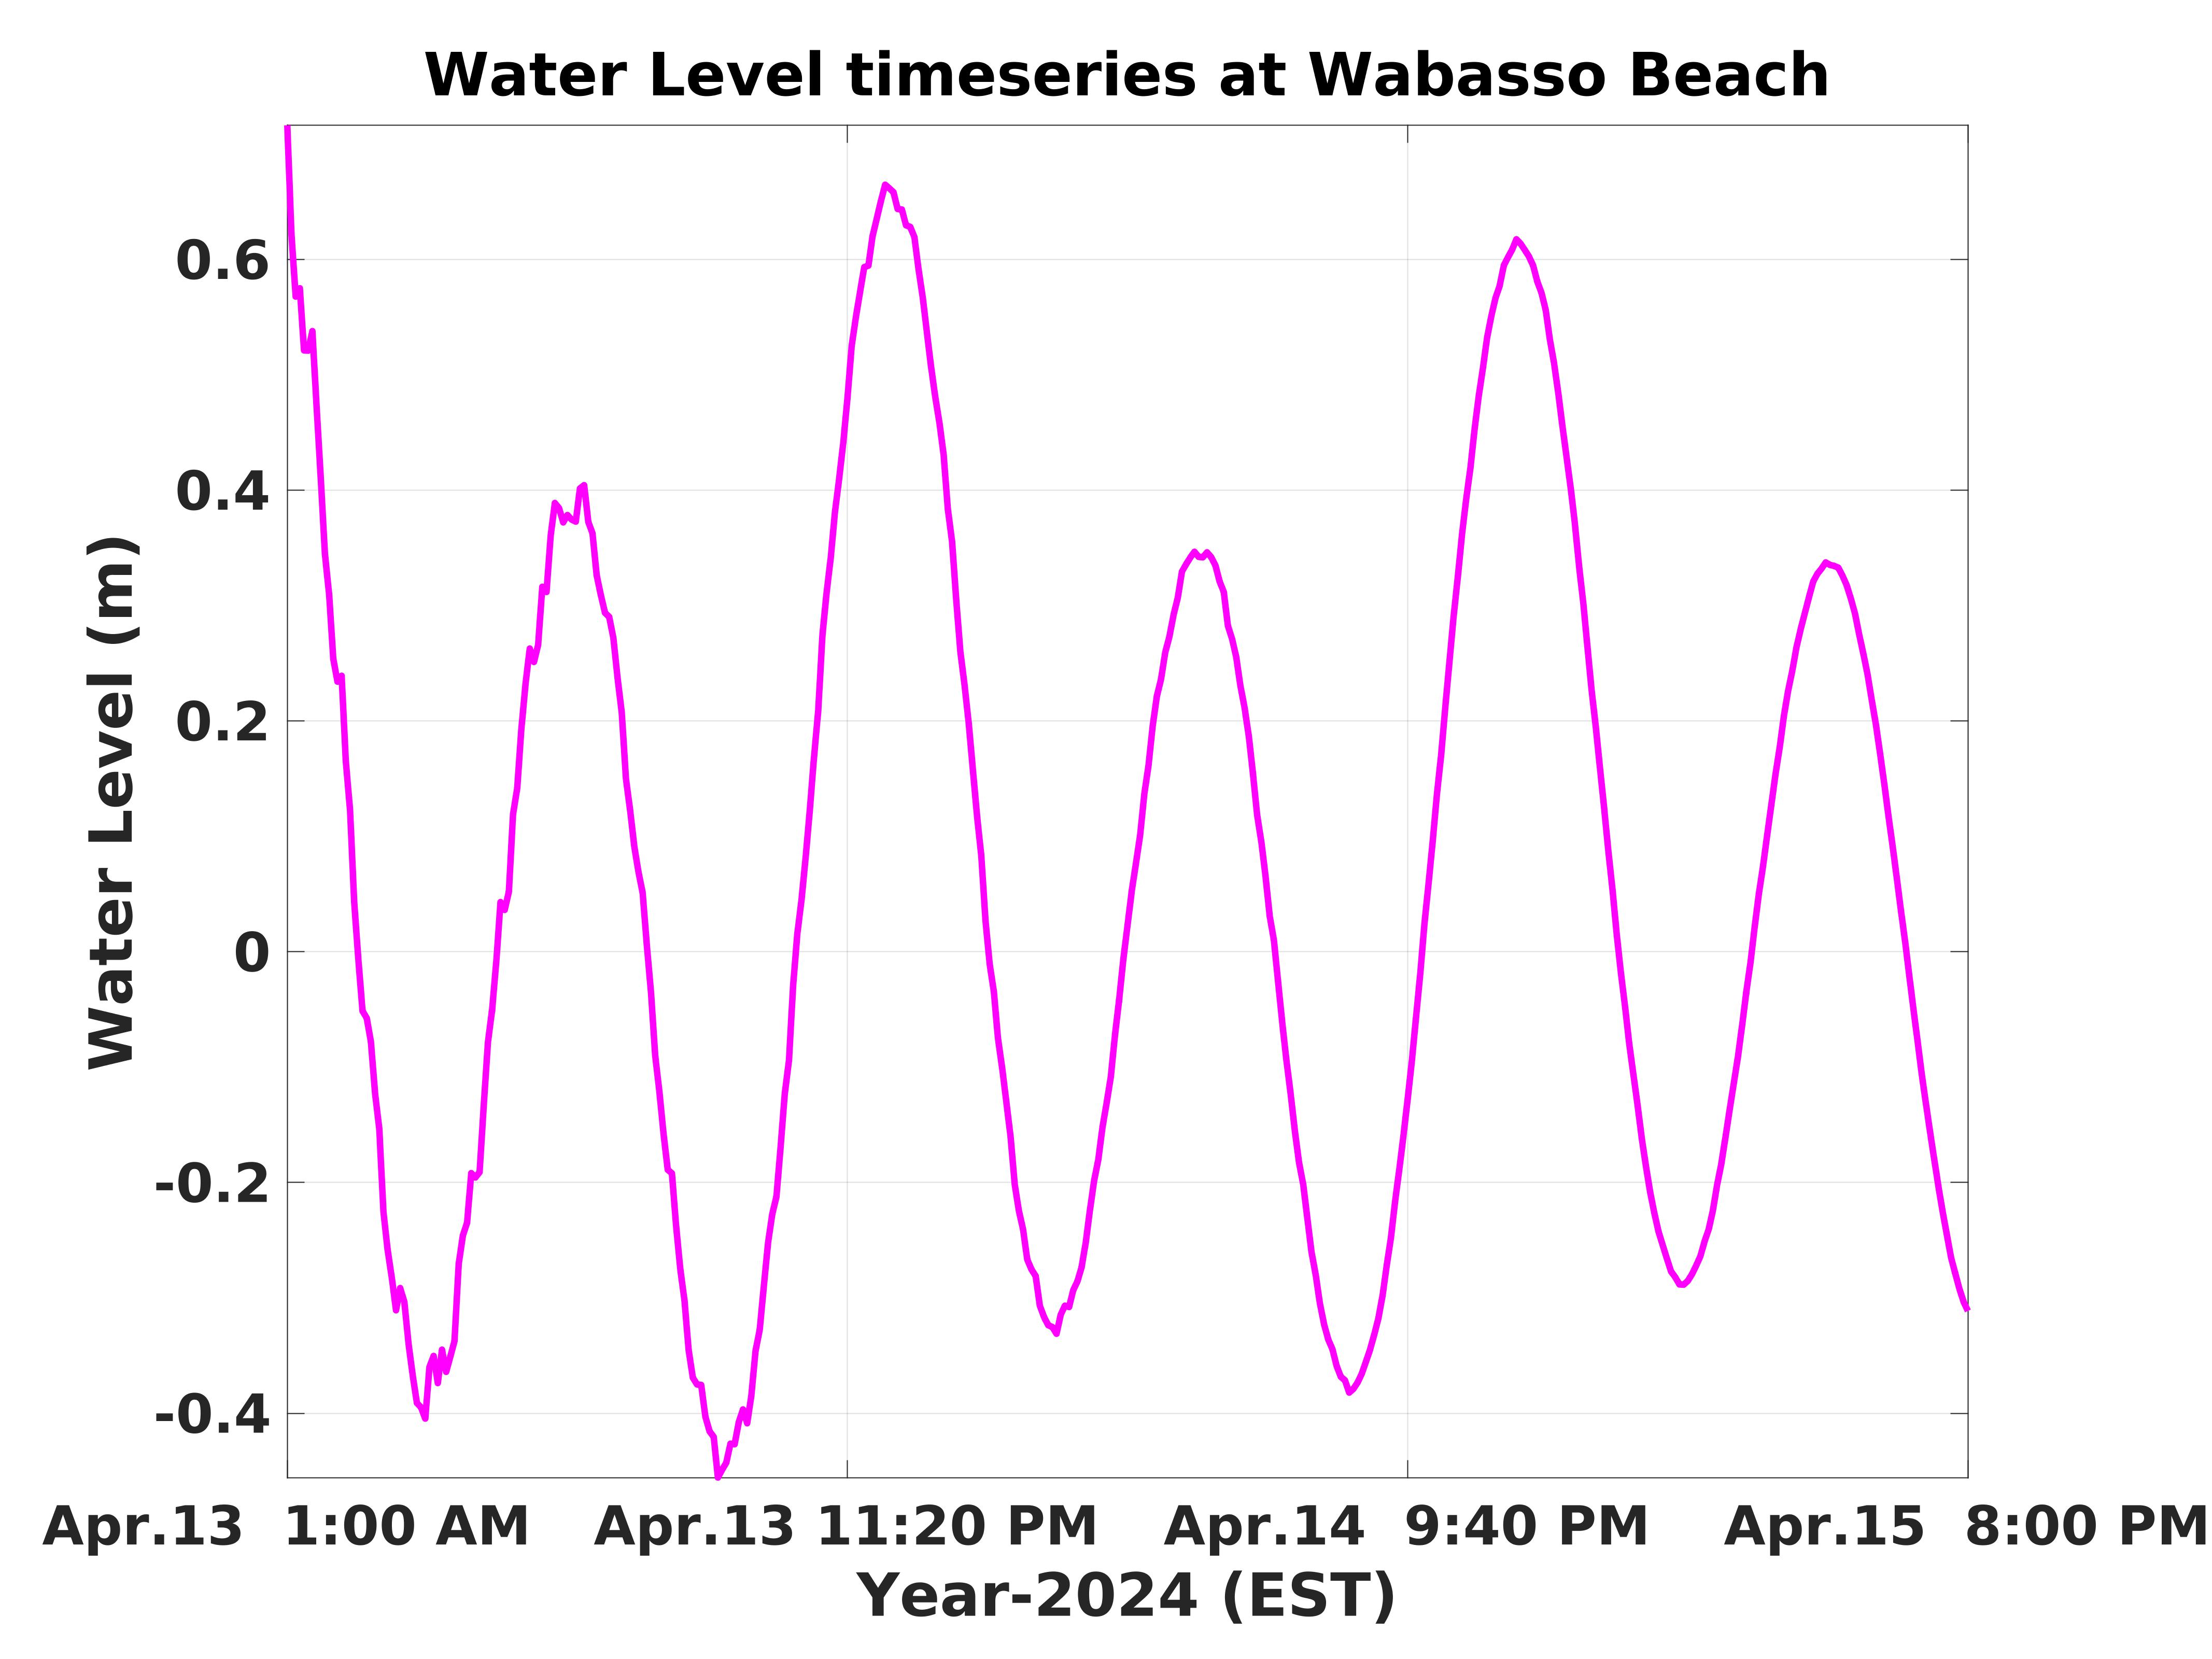 Water Level timeseries at Wabasso Beach
Water Level (m)
0.6
0.4
0.2
0
-0.2
-0.4
Apr.13 1:00 AM Apr.13 11:20 PM Apr.14 9:40 PM Apr.15 8:00 PM
Year-2024 (EST)